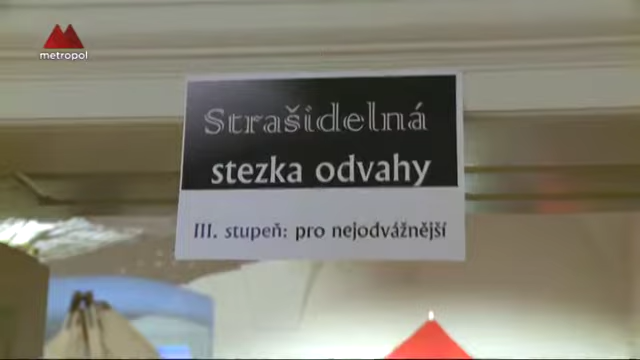 metropol
Strašidelná
stezka odvahy
III. stupeň: pro nejodvážnější